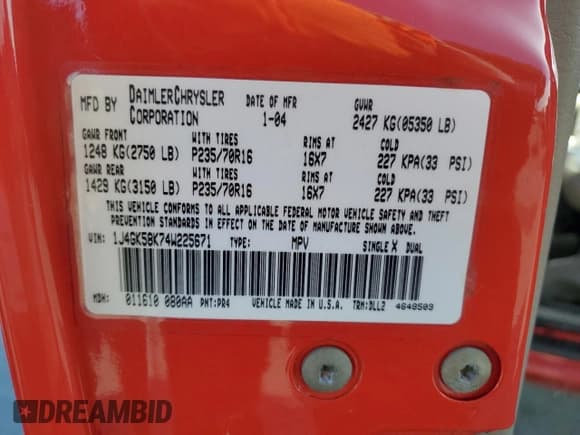 MFD BY DAIMLERCHRYSLER CORPORATION DATE OF MFR 1-04 GVWR 2427 KG(05350 LB)
GAWR FRONT WITH TIRES RIMS AT COLD
1248 KG(2750 LB) P235/70R16 16X7 227 KPA(33 PSI)
GAWR REAR WITH TIRES RIMS AT COLD
1429 KG(3150 LB) P235/70R16 16X7 227 KPA(33 PSI)
THIS VEHICLE CONFORMS TO ALL APPLICABLE FEDERAL MOTOR VEHICLE SAFETY AND THEFT
PREVENTION STANDARDS IN EFFECT ON THE DATE OF MANUFACTURE SHOWN ABOVE.
VIN: 1J4GK58K74W225671 TYPE: MPV SINGLE X DUAL
MDH: 011610 080AA PNT:PR4 VEHICLE MADE IN U.S.A. TRM:DLL2 4648503
DREAMBID